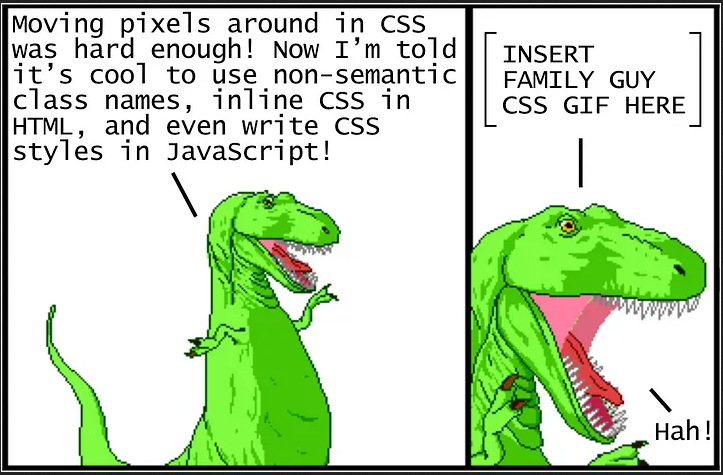 Moving pixels around in CSS
was hard enough! Now I'm told
it's cool to use non-semantic
class names, inline CSS in
HTML, and even write CSS
styles in JavaScript!
INSERT
FAMILY GUY
CSS GIF HERE
Hah!